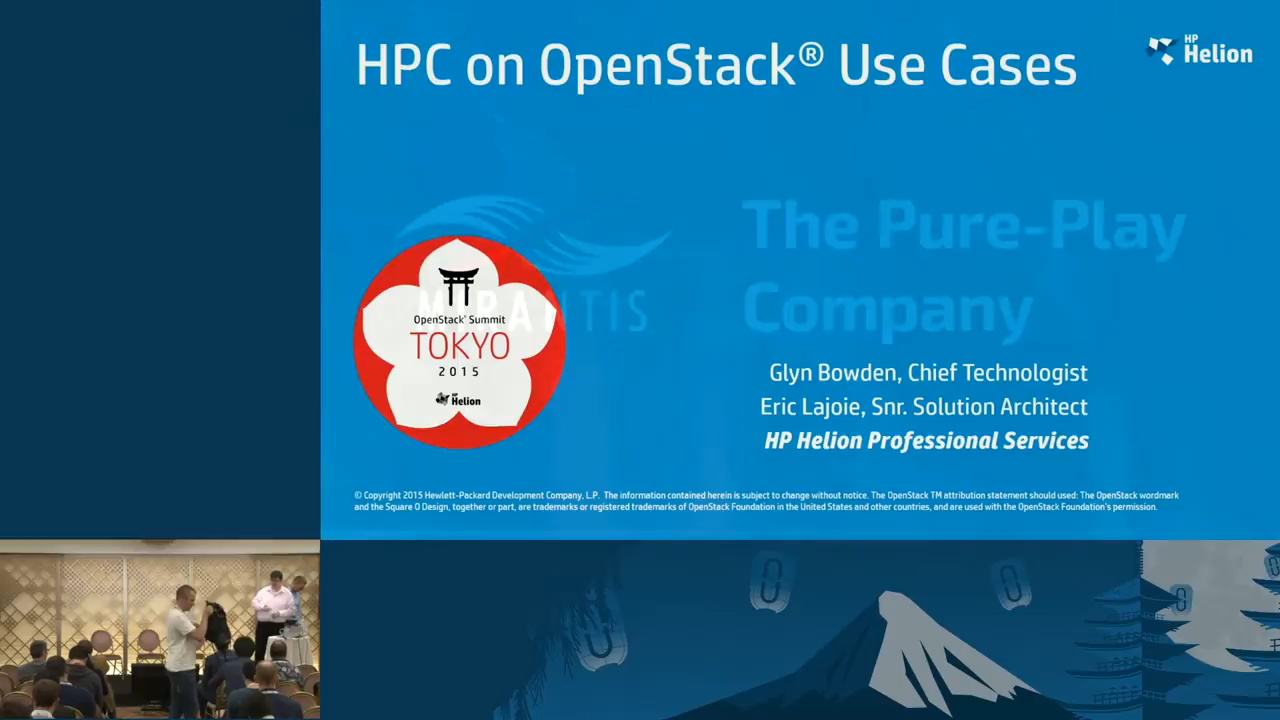 HPC on OpenStack® Use Cases
HP
Helion
The Pure-Play
Company
MIRANTIS
OpenStack® Summit
TOKYO
2015
HP
Helion
Glyn Bowden, Chief Technologist
Eric Lajoie, Snr. Solution Architect
HP Helion Professional Services
© Copyright 2015 Hewlett-Packard Development Company, L.P. The information contained herein is subject to change without notice. The OpenStack TM attribution statement should used: The OpenStack wordmark
and the Square O Design, together or part, are trademarks or registered trademarks of OpenStack Foundation in the United States and other countries, and are used with the OpenStack Foundation's permission.